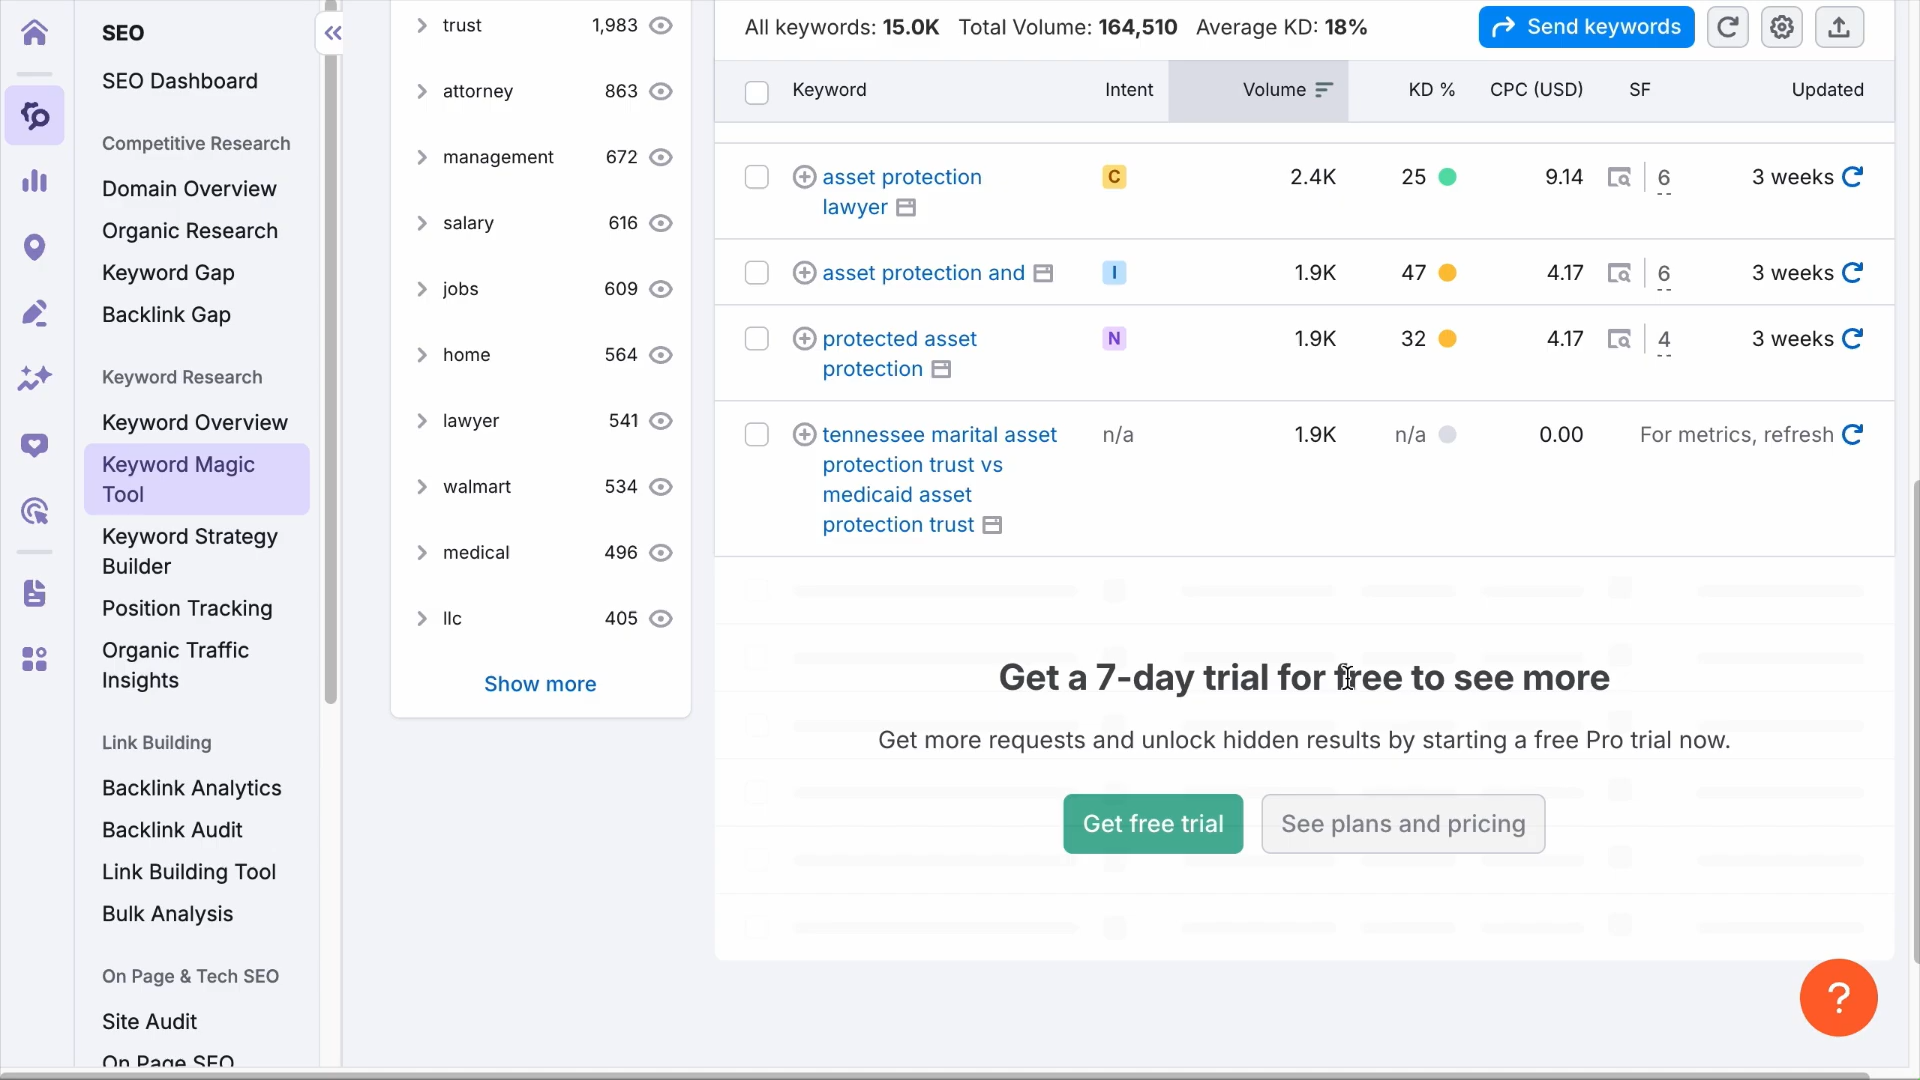 SEO
SEO Dashboard
Competitive Research
Domain Overview
Organic Research
Keyword Gap
Backlink Gap
Keyword Research
Keyword Overview
Keyword Magic
Tool
Keyword Strategy
Builder
Position Tracking
Organic Traffic
Insights
Link Building
Backlink Analytics
Backlink Audit
Link Building Tool
Bulk Analysis
On Page & Tech SEO
Site Audit
On Page SEO
trust 1,983
attorney 863
management 672
salary 616
jobs 609
home 564
lawyer 541
walmart 534
medical 496
llc 405
Show more
All keywords: 15.0K Total Volume: 164,510 Average KD: 18%
Send keywords
Keyword Intent Volume KD % CPC (USD) SF Updated
asset protection C 2.4K 25 9.14 6 3 weeks
lawyer
asset protection and I 1.9K 47 4.17 6 3 weeks
protected asset N 1.9K 32 4.17 4 3 weeks
protection
tennessee marital asset n/a 1.9K n/a 0.00 For metrics, refresh
protection trust vs
medicaid asset
protection trust
Get a 7-day trial for free to see more
Get more requests and unlock hidden results by starting a free Pro trial now.
Get free trial See plans and pricing
?